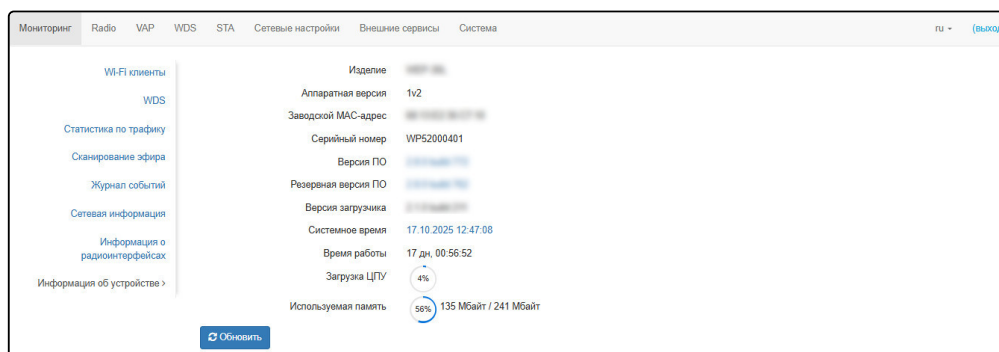 Мониторинг Radio VAP WDS STA Сетевые настройки Внешние сервисы Система ru (выход
Wi-Fi клиенты
WDS
Статистика по трафику
Сканирование эфира
Журнал событий
Сетевая информация
Информация о
радиоинтерфейсах
Информация об устройстве >
Изделие
Аппаратная версия 1v2
Заводской MAC-адрес
Серийный номер WP52000401
Версия ПО
Резервная версия ПО
Версия загрузчика
Системное время 17.10.2025 12:47:08
Время работы 17 дн, 00:56:52
Загрузка ЦПУ 4%
Используемая память 56% 135 Мбайт / 241 Мбайт
Обновить